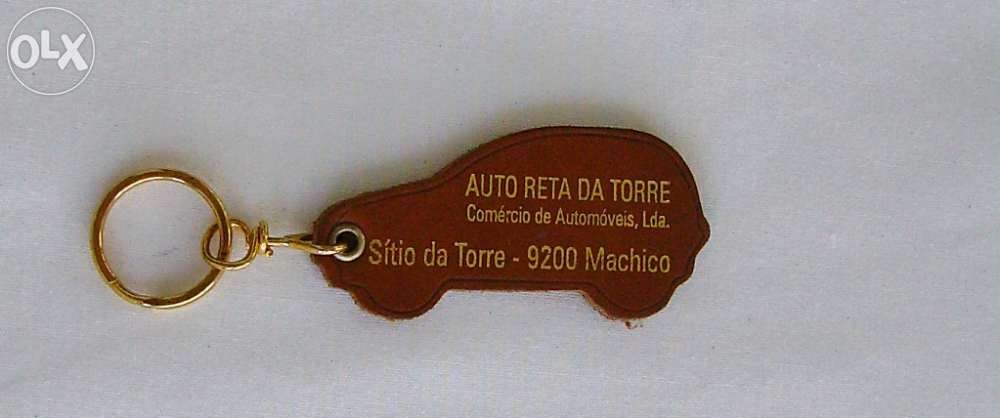 OLX
AUTO RETA DA TORRE
Comércio de Automóveis, Lda.
Sítio da Torre - 9200 Machico